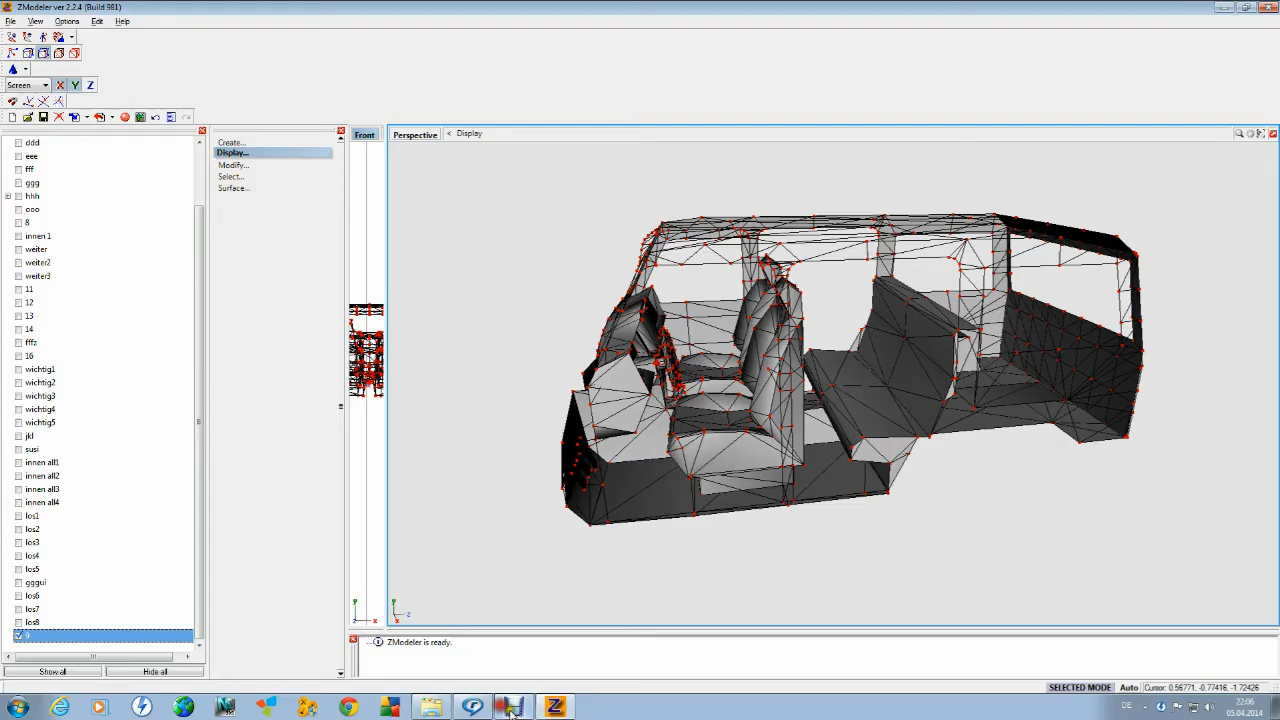 ZModeler ver 2.2.4 (Build 981)
File View Options Edit Help
Screen X Y Z
ddd
eee
fff
ggg
hhh
ooo
8
innen 1
weiter
weiter2
weiter3
11
12
13
14
fffz
16
wichtig1
wichtig2
wichtig3
wichtig4
wichtig5
jkl
susi
innen all1
innen all2
innen all3
innen all4
los1
los2
los3
los4
los5
gggui
los6
los7
los8
9
Show all Hide all
Create...
Display...
Modify...
Select...
Surface...
Front
Perspective < Display
y
z x
y
x z
ZModeler is ready.
SELECTED MODE Auto Cursor: 0.56771, -0.77416, -1.72426
DE 22:06
05.04.2014